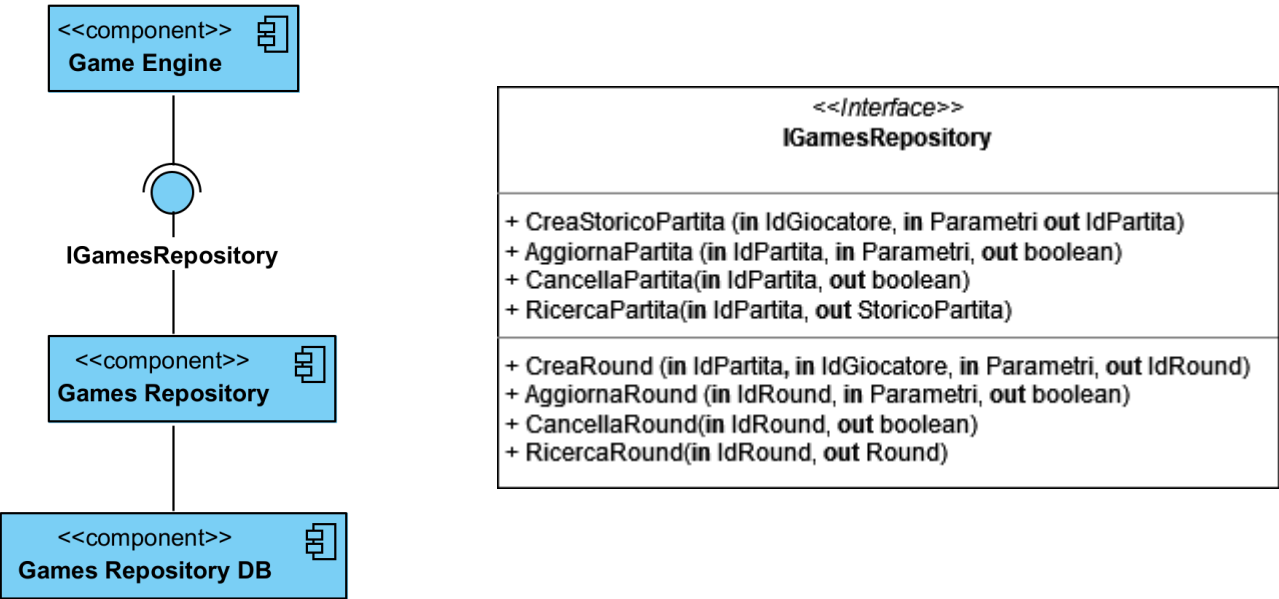 <<component>>
Game Engine
IGamesRepository
<<component>>
Games Repository
<<component>>
Games Repository DB
<<Interface>>
IGamesRepository
+ CreaStoricoPartita (in IdGiocatore, in Parametri out IdPartita)
+ AggiornaPartita (in IdPartita, in Parametri, out boolean)
+ CancellaPartita(in IdPartita, out boolean)
+ RicercaPartita(in IdPartita, out StoricoPartita)
+ CreaRound (in IdPartita, in IdGiocatore, in Parametri, out IdRound)
+ AggiornaRound (in IdRound, in Parametri, out boolean)
+ CancellaRound(in IdRound, out boolean)
+ RicercaRound(in IdRound, out Round)